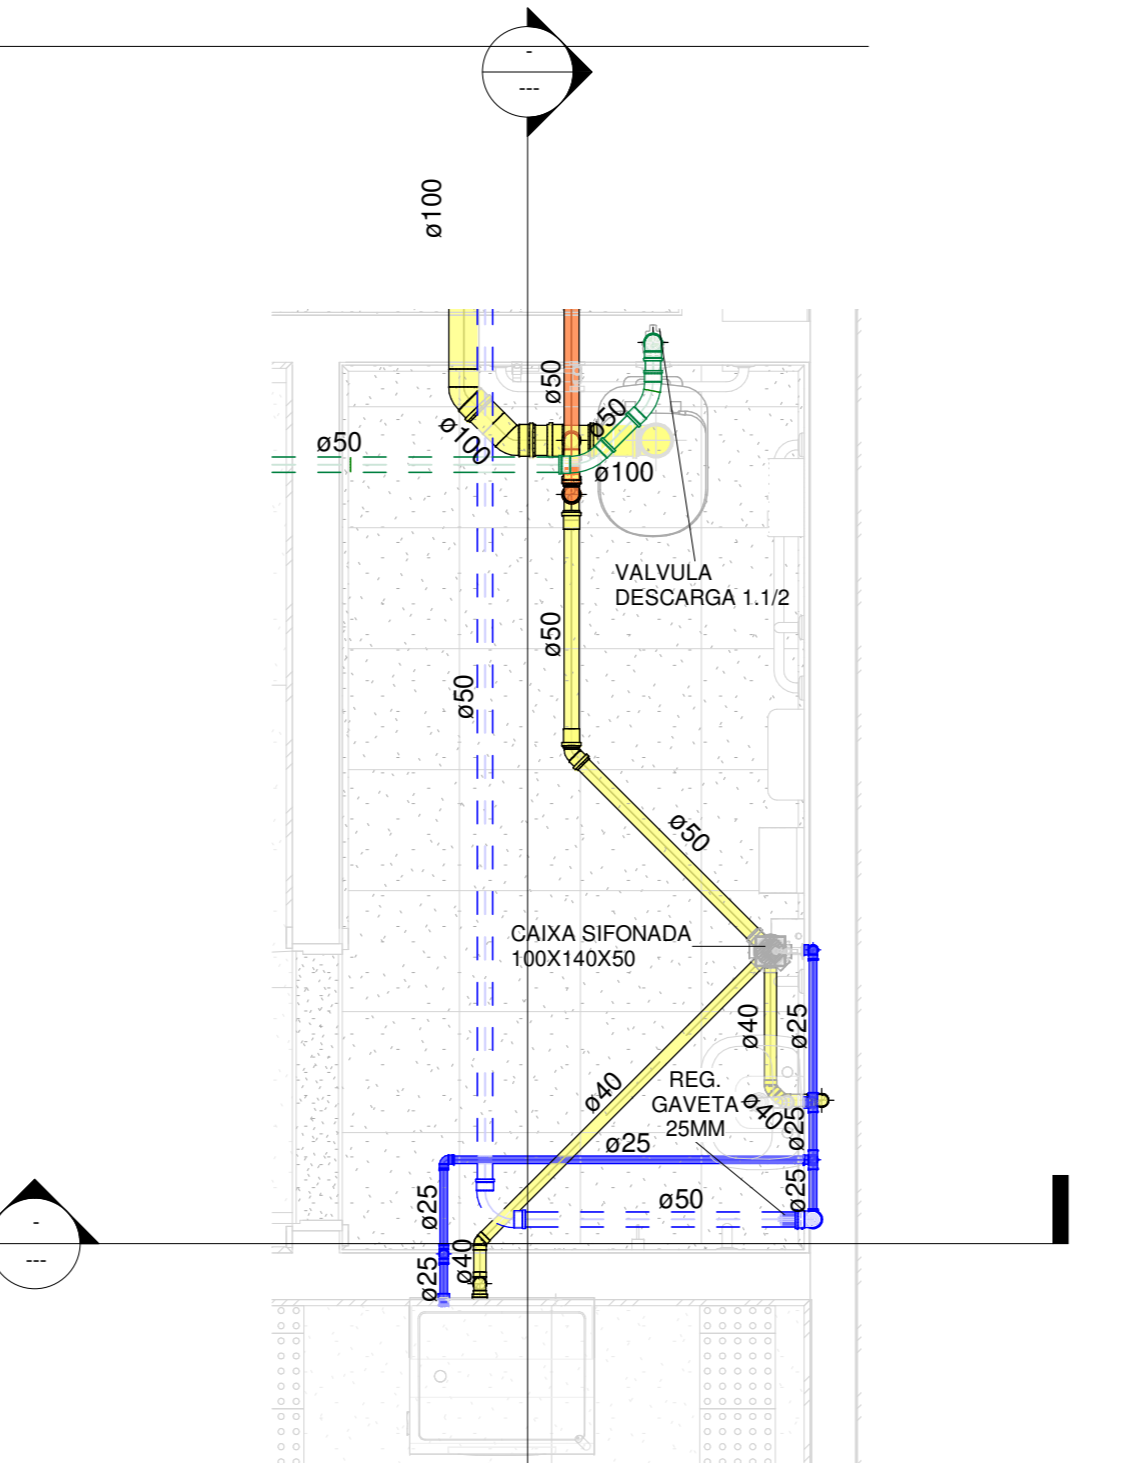 -
---
ø100
ø50
ø50
ø100
ø50
ø100
VALVULA
DESCARGA 1.1/2
ø50
ø50
ø50
CAIXA SIFONADA
100X140X50
ø40
ø25
REG.
GAVETA
25MM
ø40
ø40
ø25
ø25
ø25
ø50
ø25
ø25
ø40
-
---